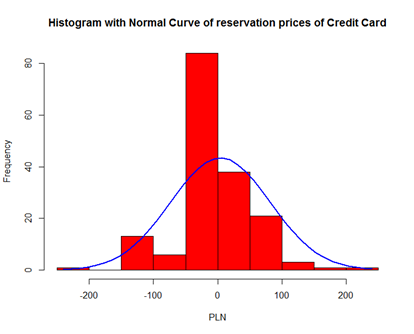 Histogram with Normal Curve of reservation prices of Credit Card
Frequency
80
60
40
20
0
-200 -100 0 100 200
PLN